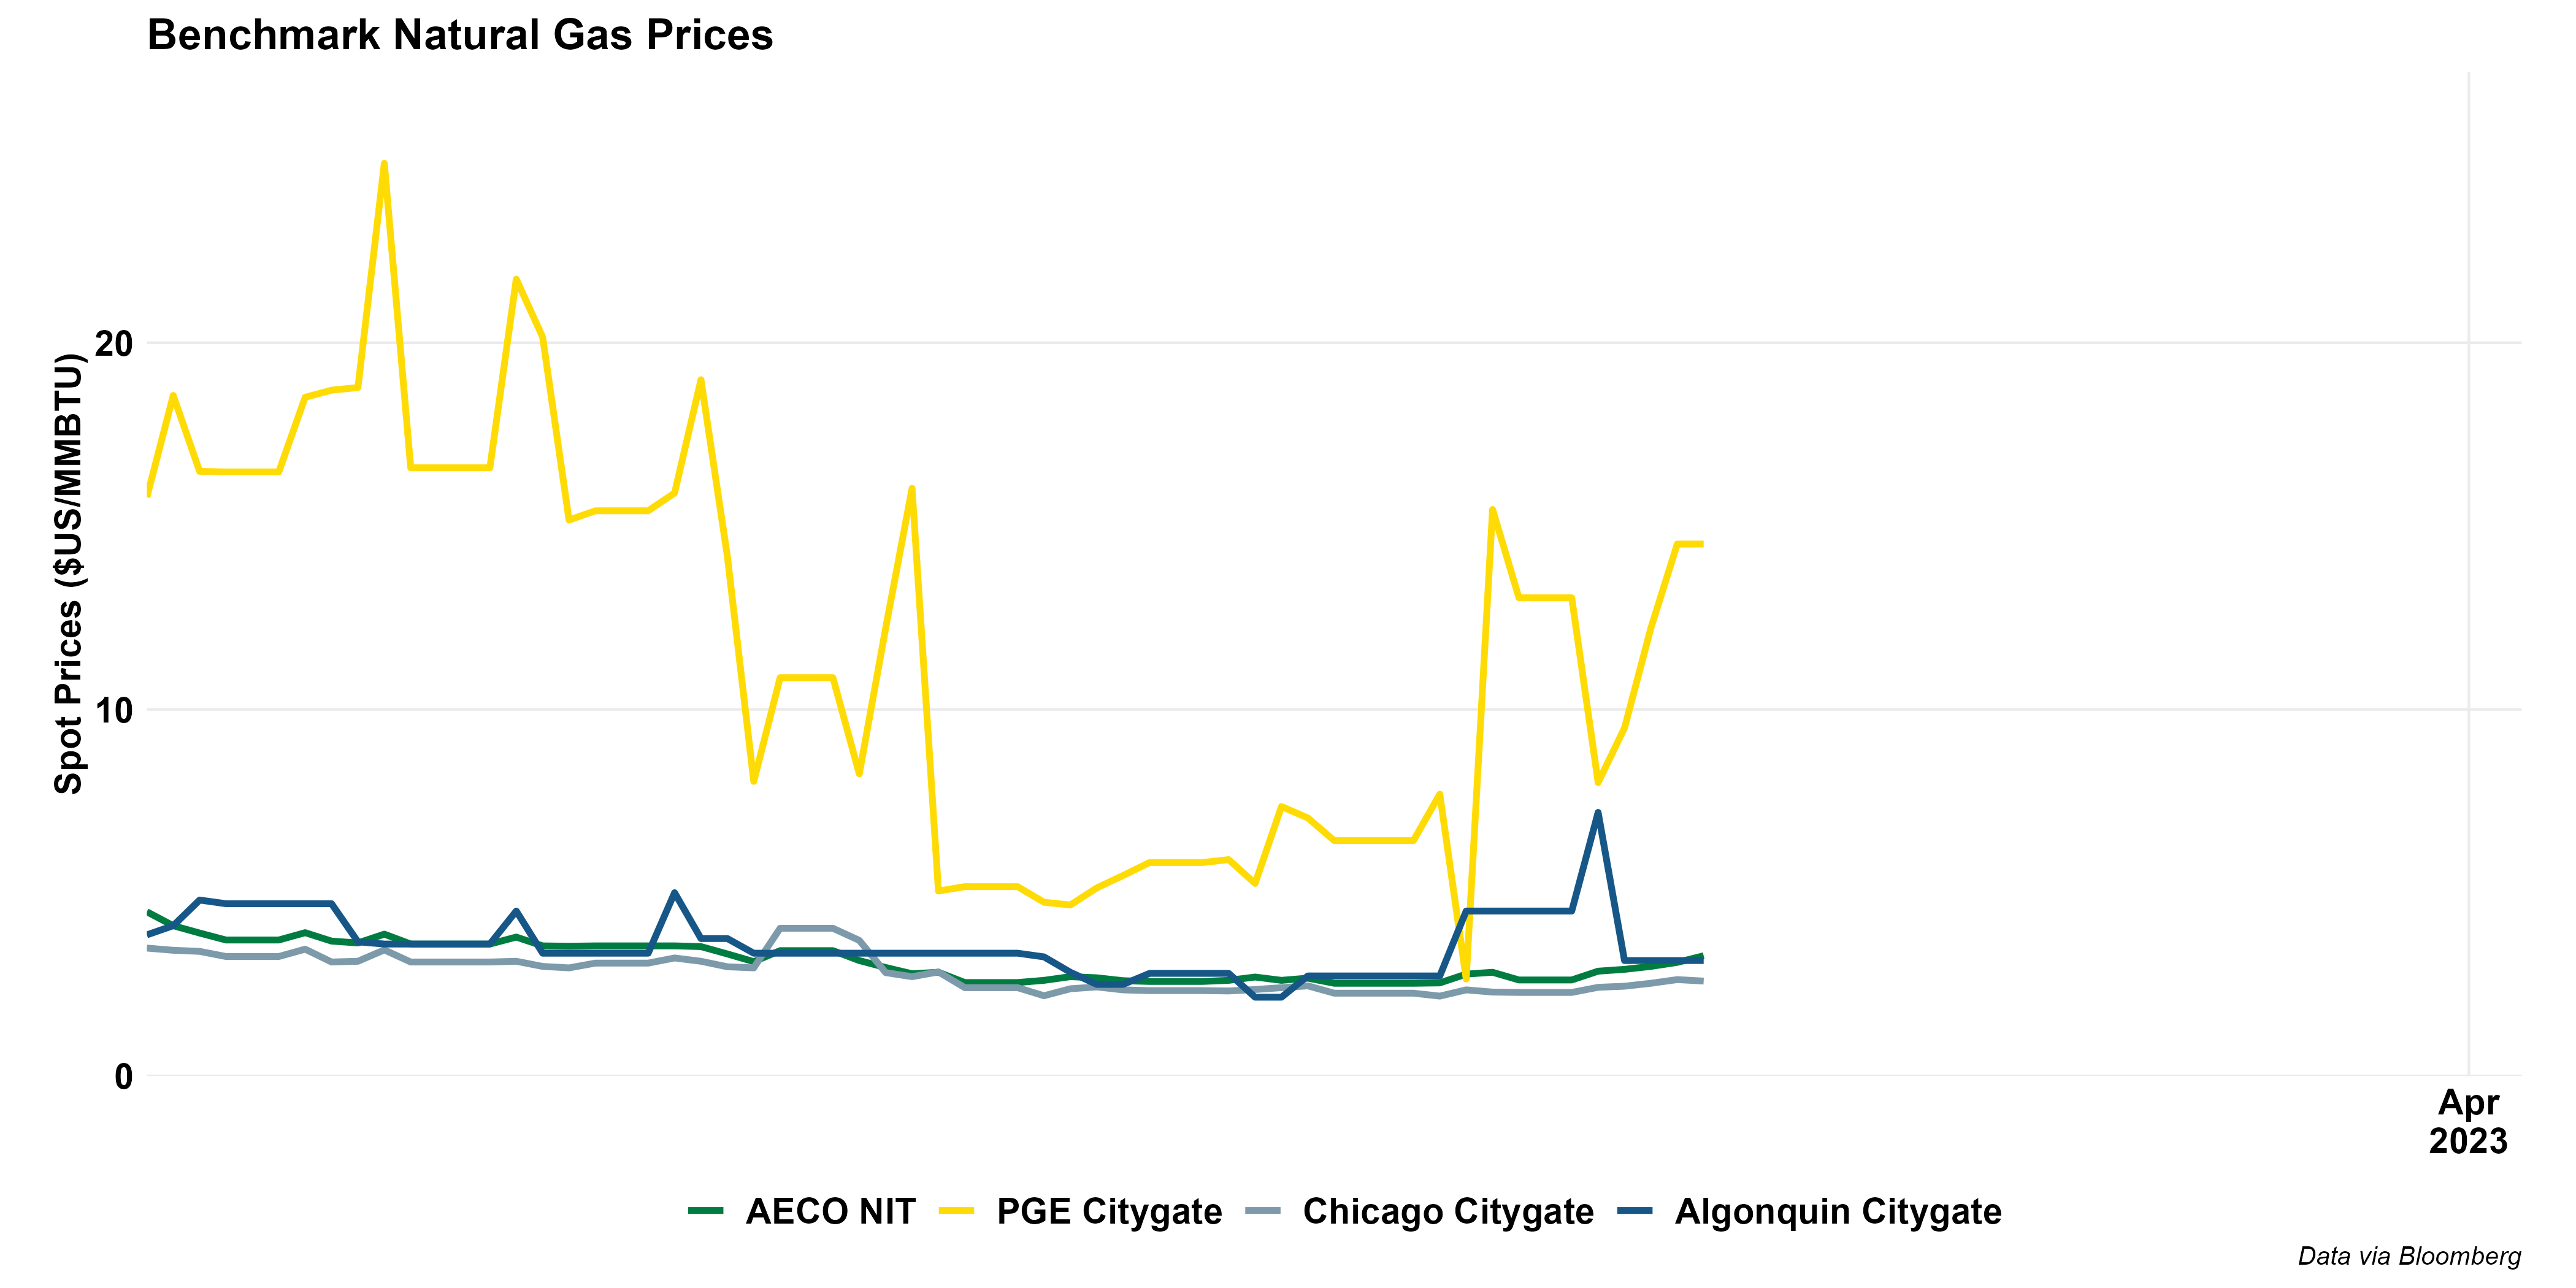 Benchmark Natural Gas Prices
Spot Prices ($US/MMBTU)
20
10
0
Apr
2023
AECO NIT PGE Citygate Chicago Citygate Algonquin Citygate
Data via Bloomberg